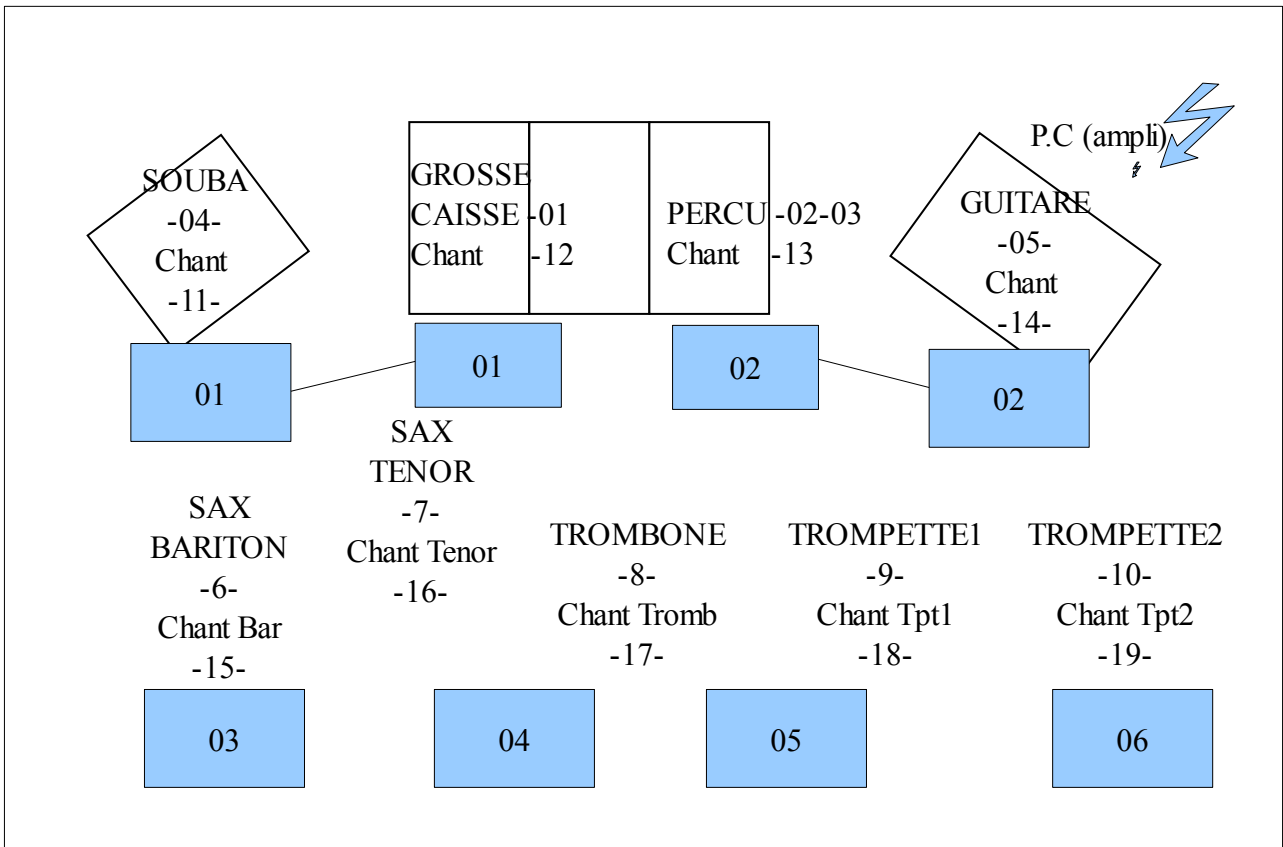 P.C (ampli)
SOUBA
-04-
Chant
-11-
GROSSE
CAISSE -01
Chant -12
PERCU -02-03
Chant -13
GUITARE
-05-
Chant
-14-
01
01
02
02
SAX
BARITON
-6-
Chant Bar
-15-
SAX
TENOR
-7-
Chant Tenor
-16-
TROMBONE
-8-
Chant Tromb
-17-
TROMPETTE1
-9-
Chant Tpt1
-18-
TROMPETTE2
-10-
Chant Tpt2
-19-
03
04
05
06